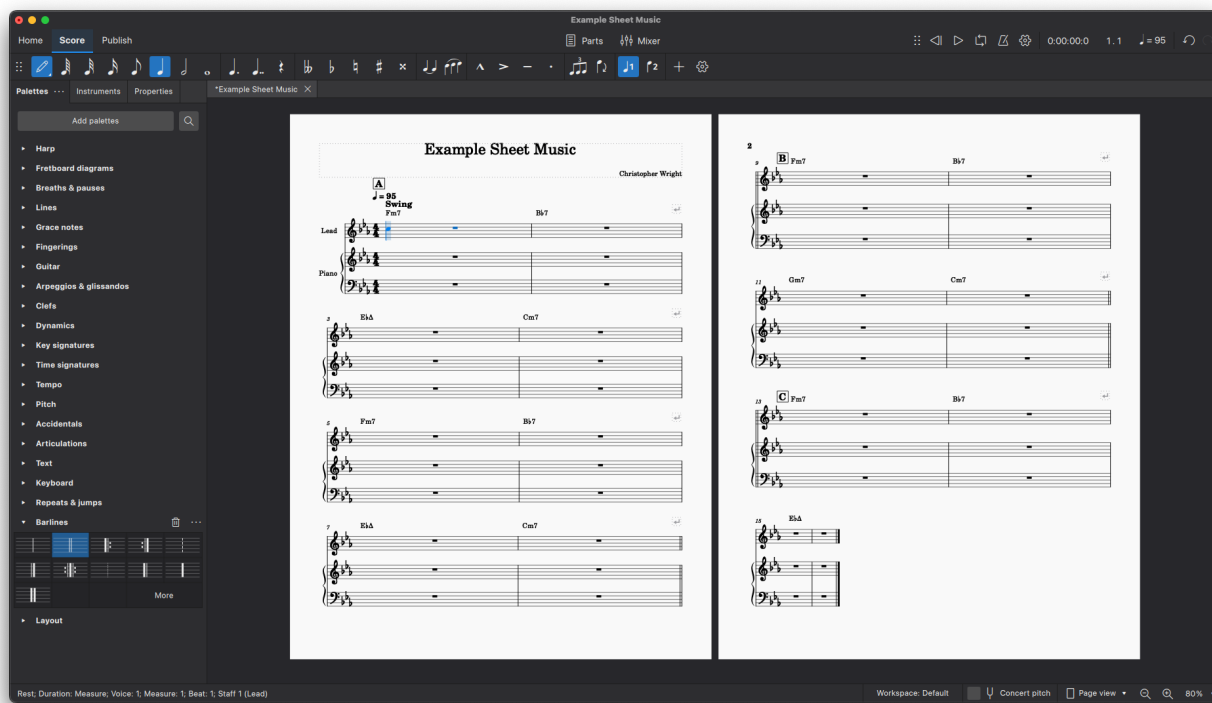 Example Sheet Music
Home Score Publish
Parts Mixer
0:00:00:0 1. 1 ♩= 95
Palettes ··· Instruments Properties
*Example Sheet Music
Add palettes
Harp
Fretboard diagrams
Breaths & pauses
Lines
Grace notes
Fingerings
Guitar
Arpeggios & glissandos
Clefs
Dynamics
Key signatures
Time signatures
Tempo
Pitch
Accidentals
Articulations
Text
Keyboard
Repeats & jumps
Barlines
More
Layout
Example Sheet Music
Christopher Wright
A
♩ = 95
Swing
Fm7 B♭7
Lead
Piano
3 E♭Δ Cm7
5 Fm7 B♭7
7 E♭Δ Cm7
2
9 B Fm7 B♭7
11 Gm7 Cm7
13 C Fm7 B♭7
15 E♭Δ
Rest; Duration: Measure; Voice: 1; Measure: 1; Beat: 1; Staff 1 (Lead)
Workspace: Default Concert pitch Page view 80%